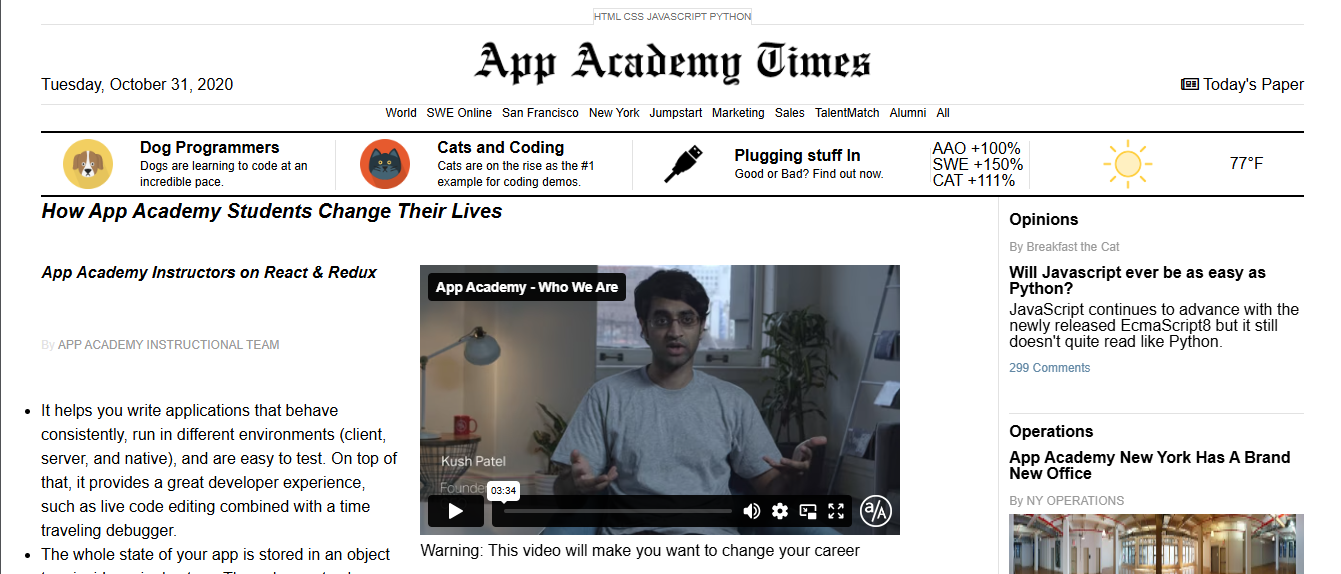 HTML CSS JAVASCRIPT PYTHON
App Academy Times
Tuesday, October 31, 2020
Today's Paper
World SWE Online San Francisco New York Jumpstart Marketing Sales TalentMatch Alumni All
Dog Programmers
Dogs are learning to code at an
incredible pace.
Cats and Coding
Cats are on the rise as the #1
example for coding demos.
Plugging stuff In
Good or Bad? Find out now.
AAO +100%
SWE +150%
CAT +111%
77°F
How App Academy Students Change Their Lives
App Academy Instructors on React & Redux
By APP ACADEMY INSTRUCTIONAL TEAM
It helps you write applications that behave
consistently, run in different environments (client,
server, and native), and are easy to test. On top of
that, it provides a great developer experience,
such as live code editing combined with a time
traveling debugger.
The whole state of your app is stored in an object
App Academy - Who We Are
Kush Patel
Founde
03:34
a/A
Warning: This video will make you want to change your career
Opinions
By Breakfast the Cat
Will Javascript ever be as easy as
Python?
JavaScript continues to advance with the
newly released EcmaScript8 but it still
doesn't quite read like Python.
299 Comments
Operations
App Academy New York Has A Brand
New Office
By NY OPERATIONS